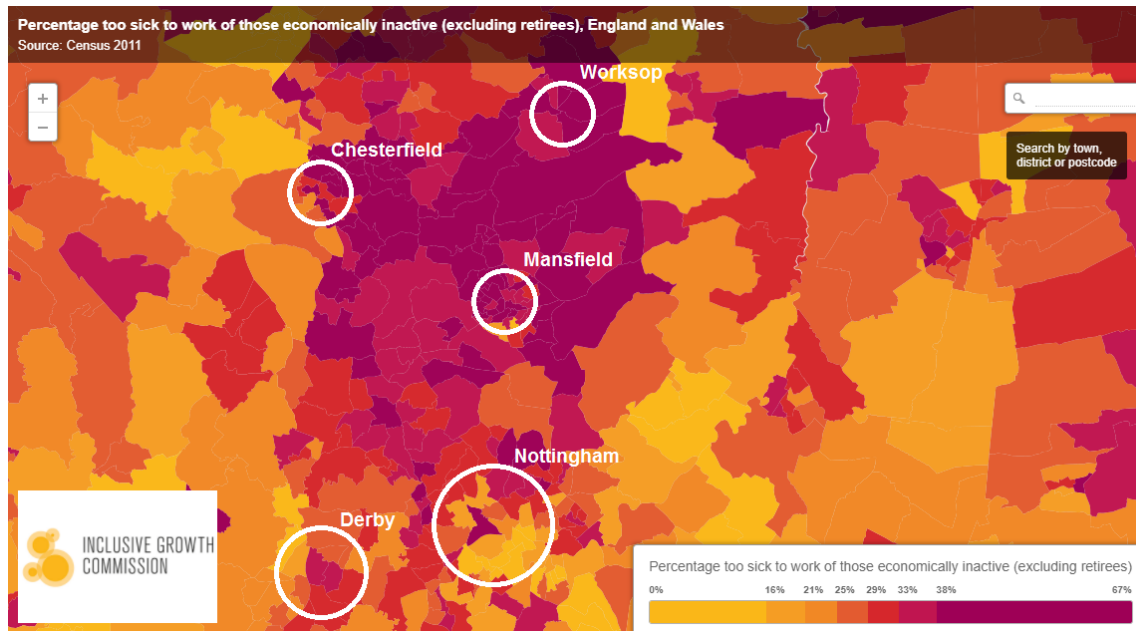 Percentage too sick to work of those economically inactive (excluding retirees), England and Wales
Source: Census 2011
+
−
Worksop
Chesterfield
Search by town,
district or postcode
Mansfield
Nottingham
Derby
INCLUSIVE GROWTH
COMMISSION
Percentage too sick to work of those economically inactive (excluding retirees)
0% 16% 21% 25% 29% 33% 38% 67%